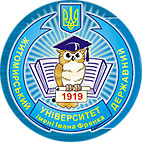 ЖИТОМИРСЬКИЙ ДЕРЖАВНИЙ
1919
УНІВЕРСИТЕТ
імені Івана Франка